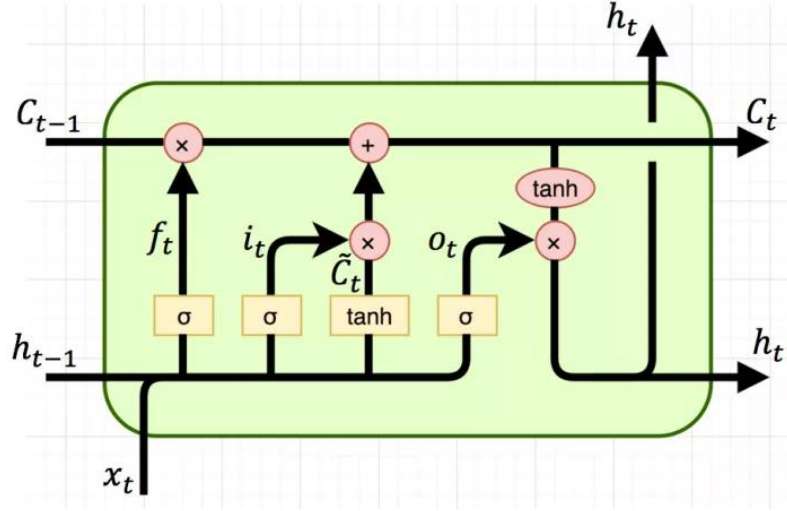 h_t
C_{t-1}
×
+
C_t
tanh
f_t
i_t
×
o_t
×
C̃_t
σ
σ
tanh
σ
h_{t-1}
h_t
x_t